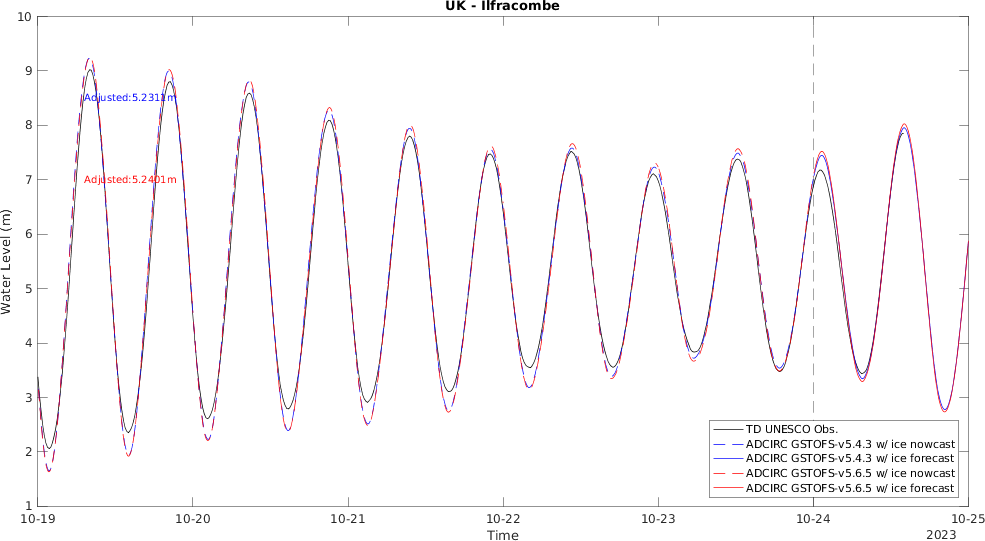 UK - Ilfracombe
10
9
8
7
6
5
4
3
2
1
Water Level (m)
Adjusted:5.2311m
Adjusted:5.2401m
TD UNESCO Obs.
ADCIRC GSTOFS-v5.4.3 w/ ice nowcast
ADCIRC GSTOFS-v5.4.3 w/ ice forecast
ADCIRC GSTOFS-v5.6.5 w/ ice nowcast
ADCIRC GSTOFS-v5.6.5 w/ ice forecast
10-19 10-20 10-21 10-22 10-23 10-24 10-25
Time
2023